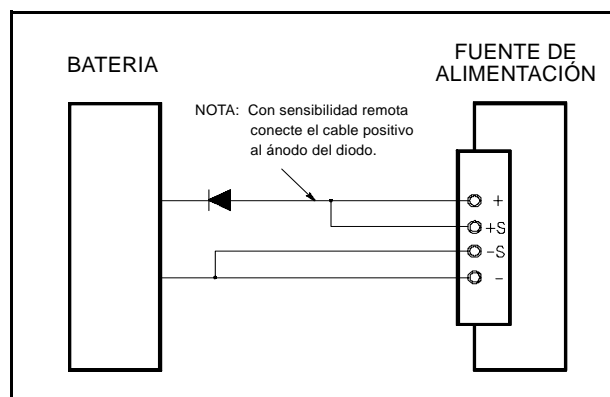 BATERIA
FUENTE DE
ALIMENTACIÓN
NOTA: Con sensibilidad remota
conecte el cable positivo
al ánodo del diodo.
+
+S
-S
-